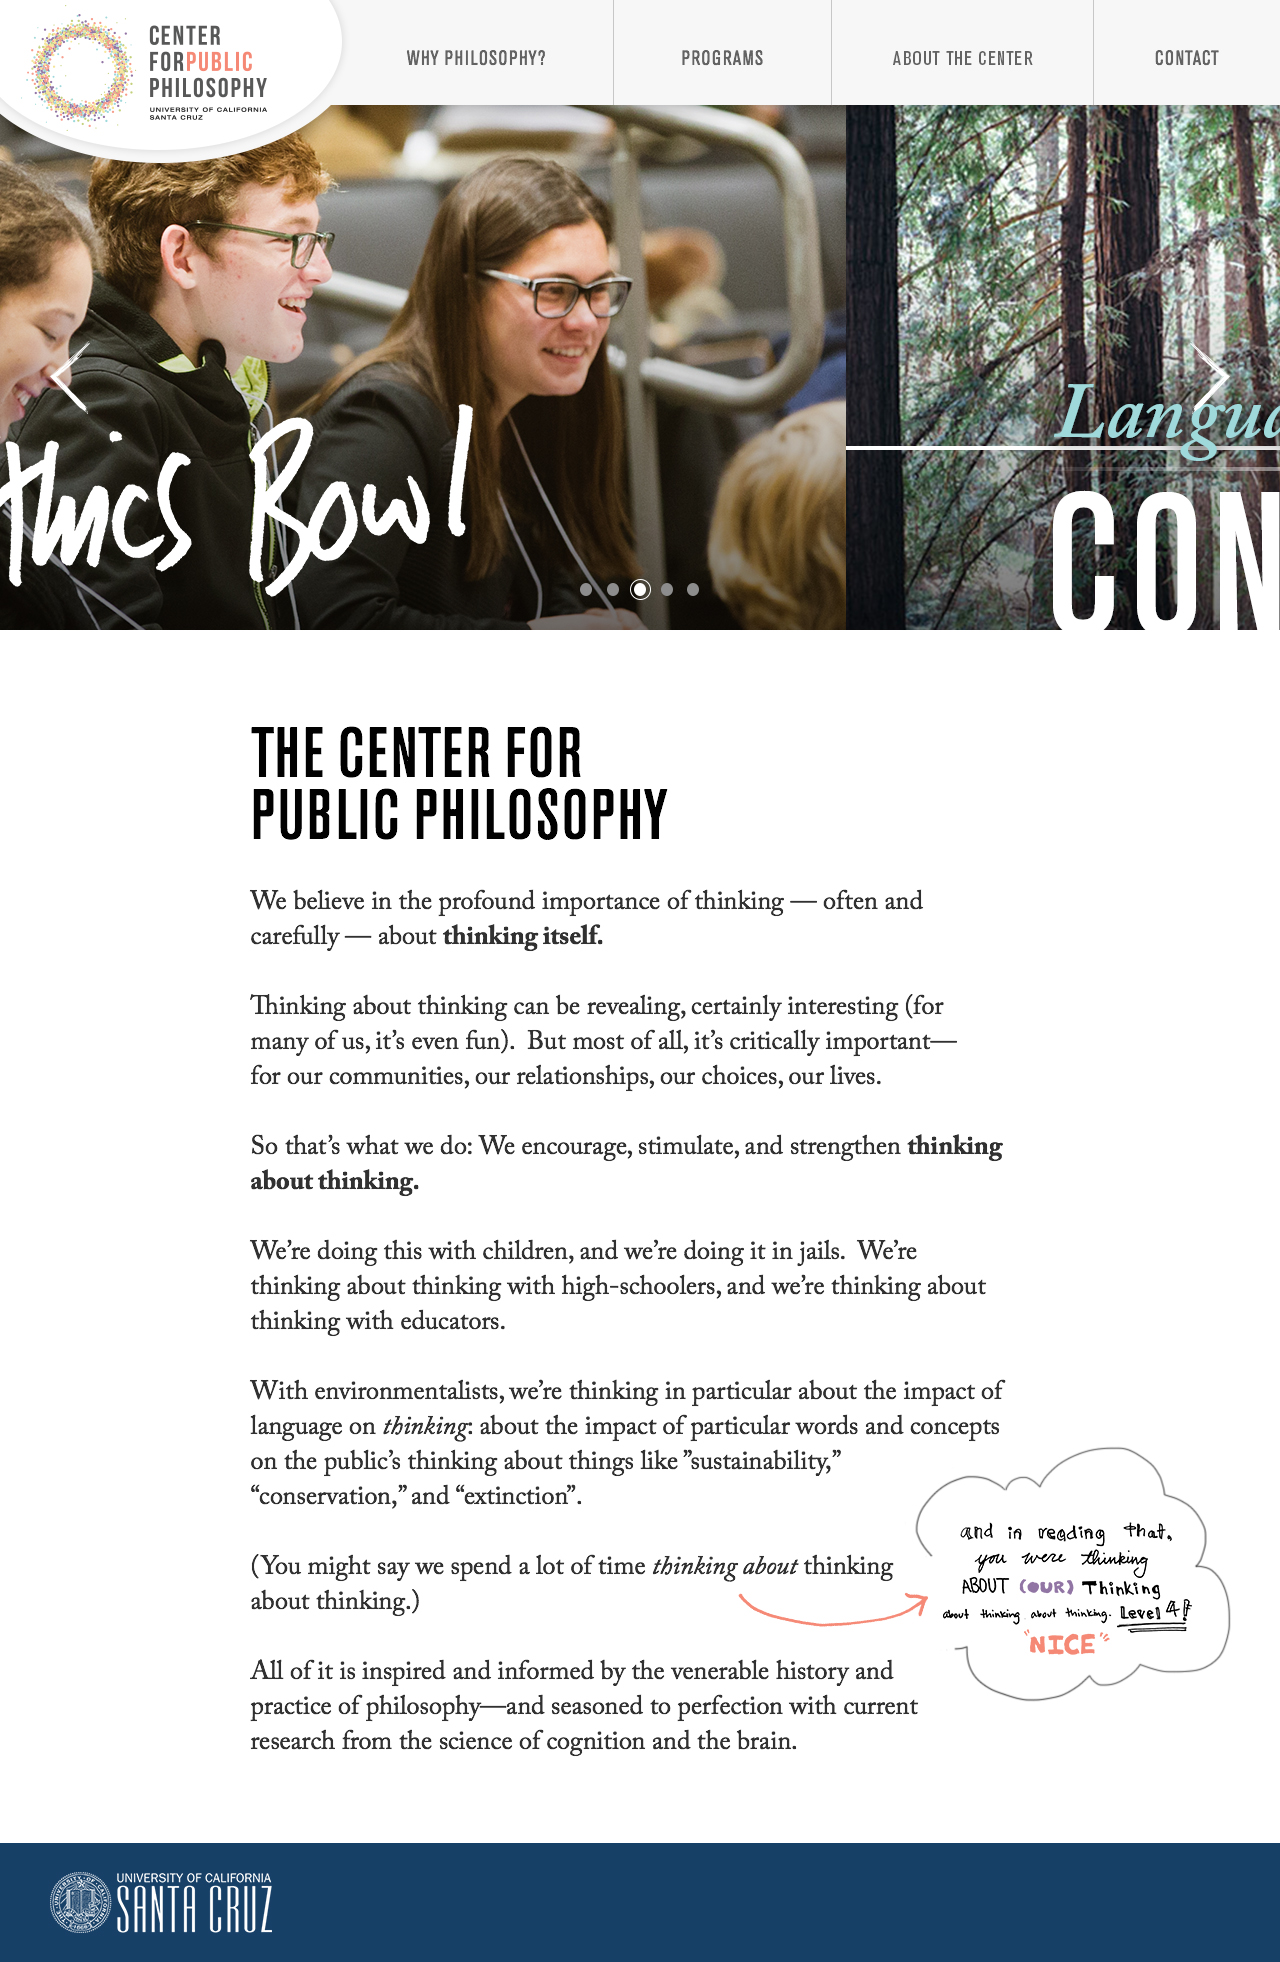 CENTER
FORPUBLIC
PHILOSOPHY
UNIVERSITY OF CALIFORNIA
SANTA CRUZ
WHY PHILOSOPHY?
PROGRAMS
ABOUT THE CENTER
CONTACT
thics Bowl
Langua
CON
THE CENTER FOR
PUBLIC PHILOSOPHY
We believe in the profound importance of thinking — often and
carefully — about thinking itself.
Thinking about thinking can be revealing, certainly interesting (for
many of us, it’s even fun).  But most of all, it’s critically important—
for our communities, our relationships, our choices, our lives.
So that’s what we do: We encourage, stimulate, and strengthen thinking
about thinking.
We’re doing this with children, and we’re doing it in jails.  We’re
thinking about thinking with high-schoolers, and we’re thinking about
thinking with educators.
With environmentalists, we’re thinking in particular about the impact of
language on thinking: about the impact of particular words and concepts
on the public’s thinking about things like ”sustainability,”
“conservation,” and “extinction”.
(You might say we spend a lot of time thinking about thinking
about thinking.)
and in reading that,
you were thinking
ABOUT (OUR) Thinking
about thinking about thinking. Level 4!
"NICE"
All of it is inspired and informed by the venerable history and
practice of philosophy—and seasoned to perfection with current
research from the science of cognition and the brain.
UNIVERSITY OF CALIFORNIA
SANTA CRUZ